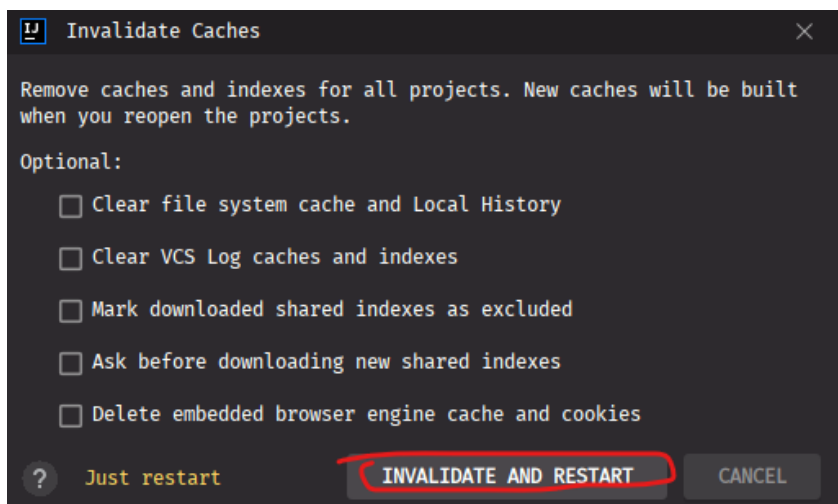 IJ
Invalidate Caches
Remove caches and indexes for all projects. New caches will be built
when you reopen the projects.
Optional:
Clear file system cache and Local History
Clear VCS Log caches and indexes
Mark downloaded shared indexes as excluded
Ask before downloading new shared indexes
Delete embedded browser engine cache and cookies
? Just restart INVALIDATE AND RESTART CANCEL